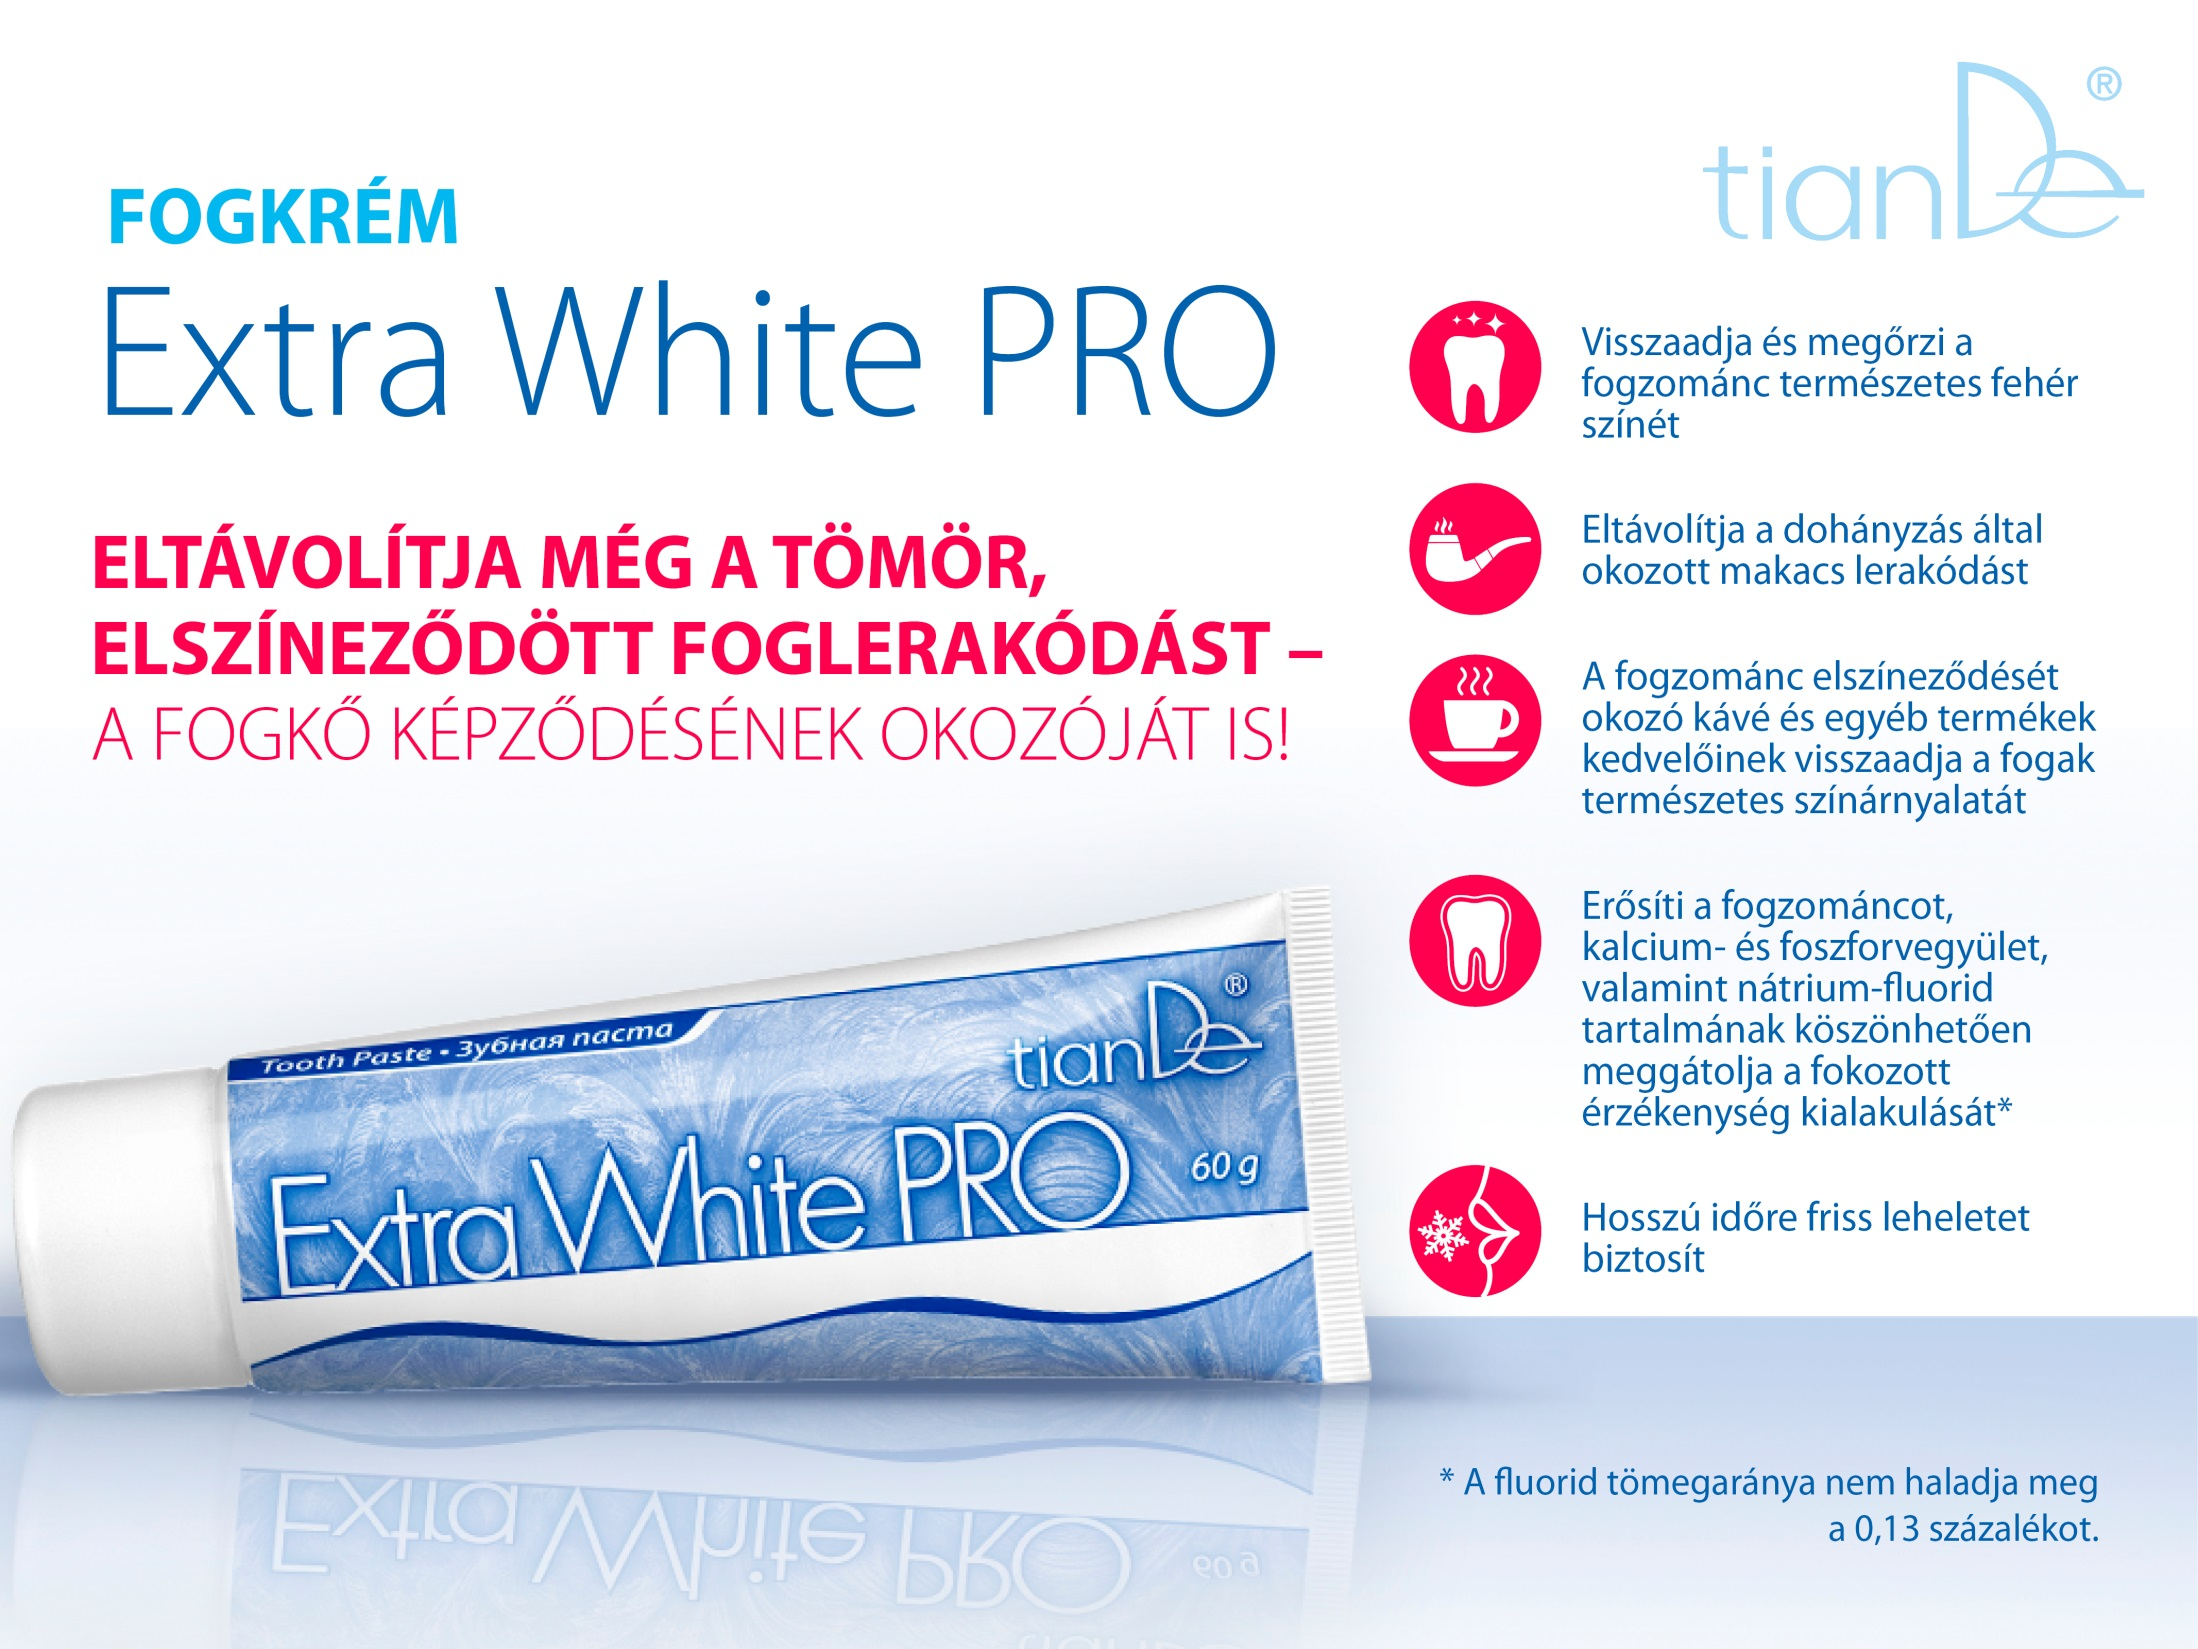 tianDe®
FOGKRÉM
Extra White PRO
ELTÁVOLÍTJA MÉG A TÖMÖR,
ELSZÍNEZŐDÖTT FOGLERAKÓDÁST –
A FOGKŐ KÉPZŐDÉSÉNEK OKOZÓJÁT IS!
Visszaadja és megőrzi a
fogzománc természetes fehér
színét
Eltávolítja a dohányzás által
okozott makacs lerakódást
A fogzománc elszíneződését
okozó kávé és egyéb termékek
kedvelőinek visszaadja a fogak
természetes színárnyalatát
Erősíti a fogzománcot,
kalcium- és foszforvegyület,
valamint nátrium-fluorid
tartalmának köszönhetően
meggátolja a fokozott
érzékenység kialakulását*
Hosszú időre friss leheletet
biztosít
Tooth Paste • Зубная паста
tianDe®
Extra White PRO
60 g
* A fluorid tömegaránya nem haladja meg
a 0,13 százalékot.